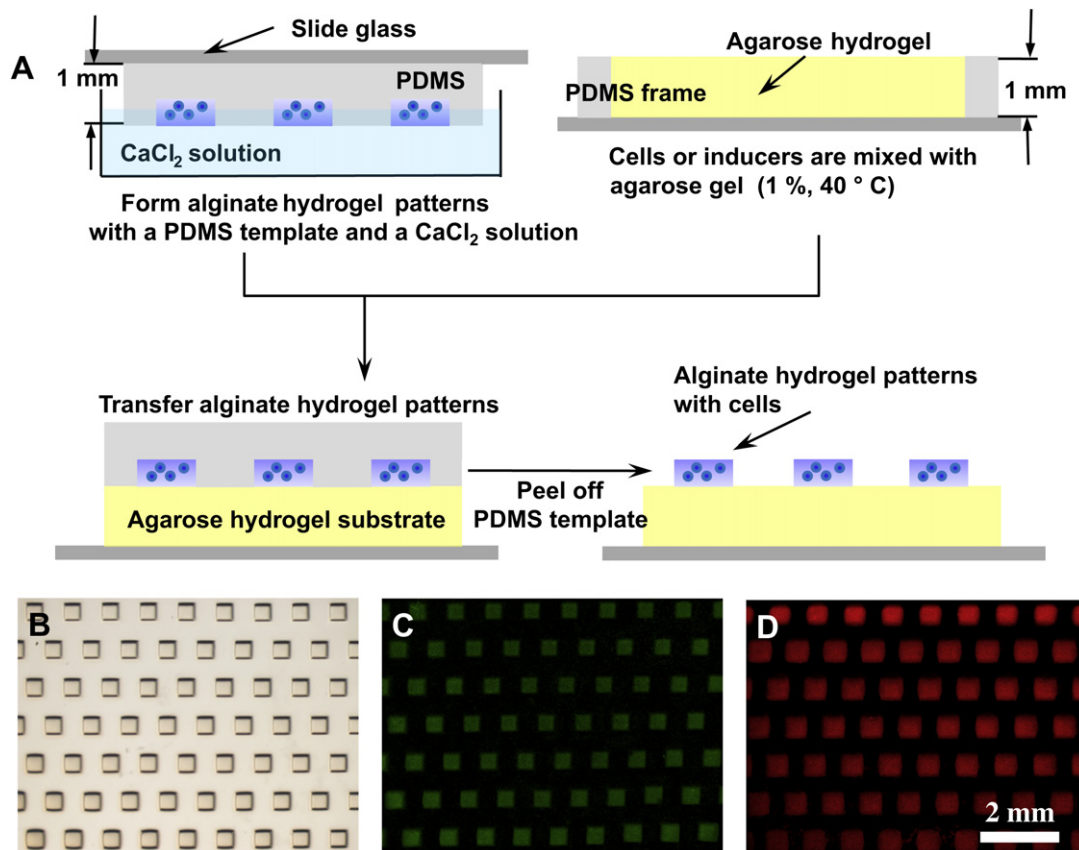 A
Slide glass
1 mm
PDMS
CaCl₂ solution
Form alginate hydrogel patterns
with a PDMS template and a CaCl₂ solution
Agarose hydrogel
PDMS frame
1 mm
Cells or inducers are mixed with
agarose gel (1 %, 40 ° C)
Transfer alginate hydrogel patterns
Agarose hydrogel substrate
Peel off
PDMS template
Alginate hydrogel patterns
with cells
B
C
D
2 mm